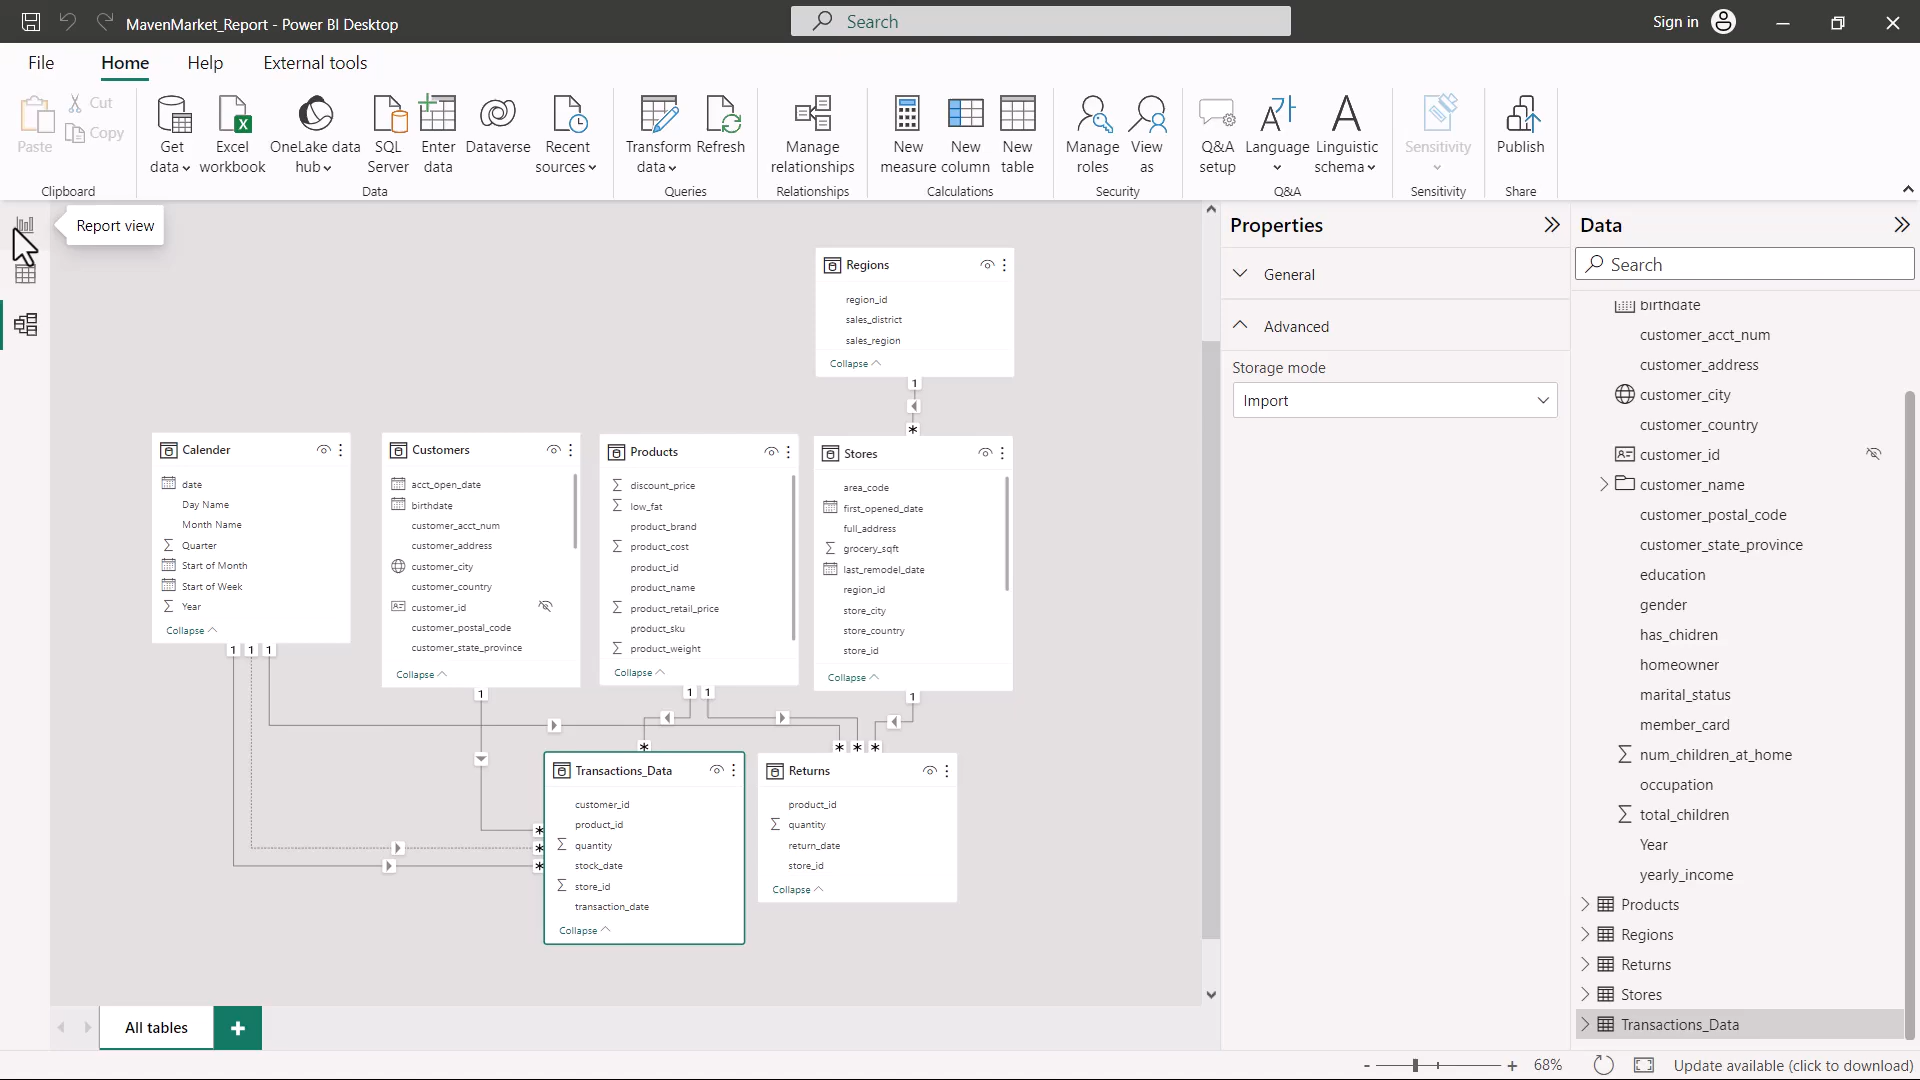 MavenMarket_Report - Power BI Desktop
Search
Sign in
File
Home
Help
External tools
Paste
Cut
Copy
Clipboard
Get data
Excel workbook
OneLake data hub
SQL Server
Enter data
Dataverse
Recent sources
Data
Transform data
Refresh
Queries
Manage relationships
Relationships
New measure
New column
New table
Calculations
Manage roles
View as
Security
Q&A setup
Language
Linguistic schema
Q&A
Sensitivity
Sensitivity
Publish
Share
Report view
Regions
region_id
sales_district
sales_region
Collapse
1
*
Calender
date
Day Name
Month Name
Quarter
Start of Month
Start of Week
Year
Collapse
1 1 1
Customers
acct_open_date
birthdate
customer_acct_num
customer_address
customer_city
customer_country
customer_id
customer_postal_code
customer_state_province
Collapse
1
Products
discount_price
low_fat
product_brand
product_cost
product_id
product_name
product_retail_price
product_sku
product_weight
Collapse
1 1
Stores
area_code
first_opened_date
full_address
grocery_sqft
last_remodel_date
region_id
store_city
store_country
store_id
Collapse
1
*
* * *
Transactions_Data
customer_id
product_id
quantity
stock_date
store_id
transaction_date
Collapse
*
*
*
Returns
product_id
quantity
return_date
store_id
Collapse
All tables
+
Properties
General
Advanced
Storage mode
Import
Data
Search
birthdate
customer_acct_num
customer_address
customer_city
customer_country
customer_id
customer_name
customer_postal_code
customer_state_province
education
gender
has_chidren
homeowner
marital_status
member_card
num_children_at_home
occupation
total_children
Year
yearly_income
Products
Regions
Returns
Stores
Transactions_Data
- + 68%
Update available (click to download)